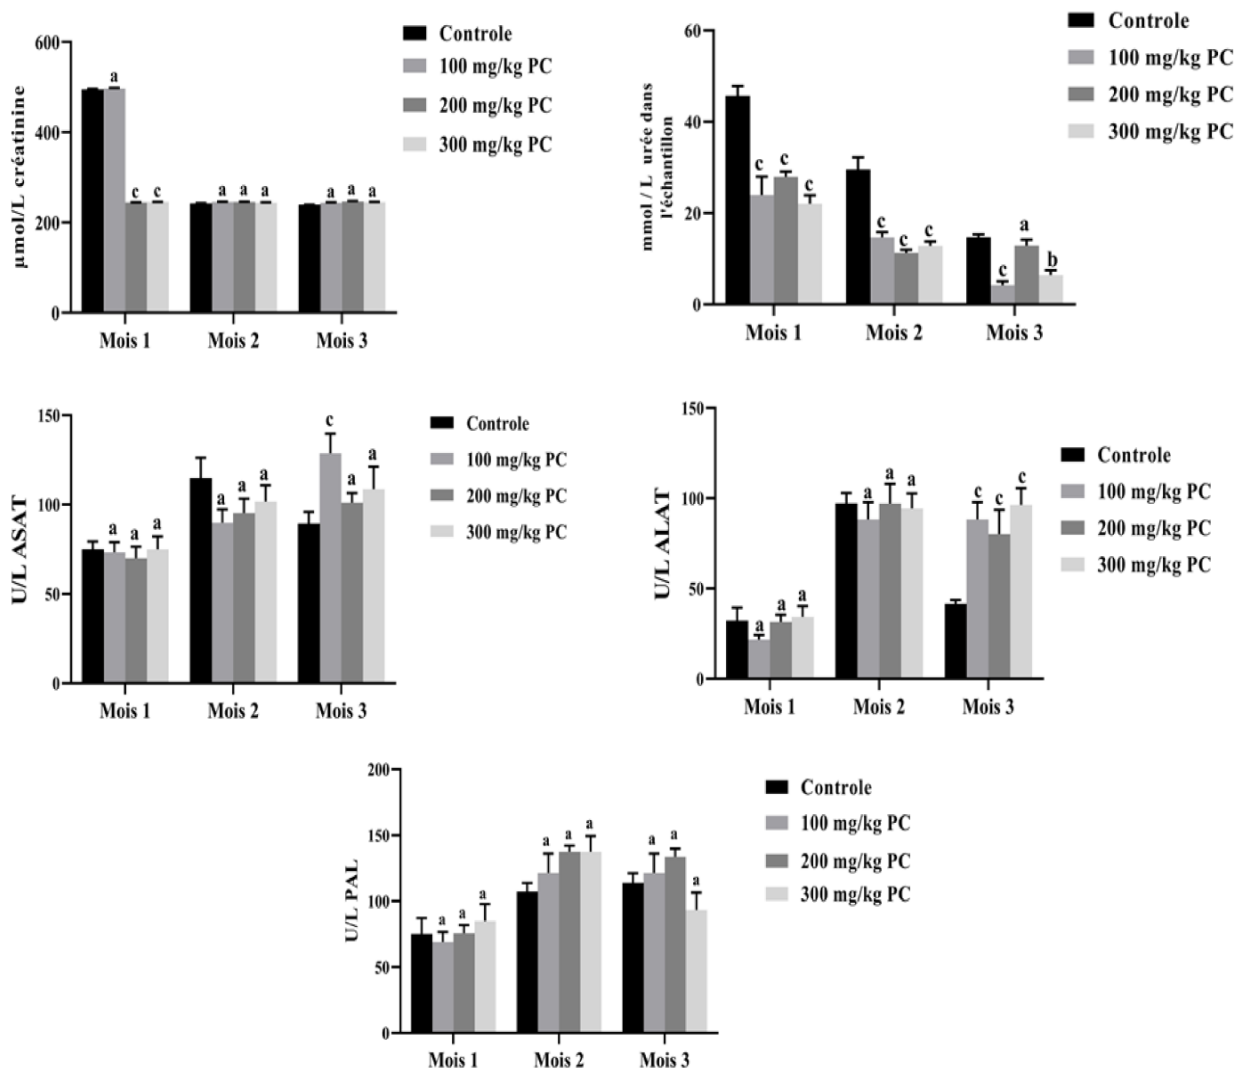 600
400
200
0
µmol/L créatinine
a
c c
a a a
a a a
Mois 1 Mois 2 Mois 3
Controle
100 mg/kg PC
200 mg/kg PC
300 mg/kg PC
60
40
20
0
mmol / L urée dans
l'échantillon
c c c
c c c
c a b
Mois 1 Mois 2 Mois 3
Controle
100 mg/kg PC
200 mg/kg PC
300 mg/kg PC
150
100
50
0
U/L ASAT
a a a
a a a
c a a
Mois 1 Mois 2 Mois 3
Controle
100 mg/kg PC
200 mg/kg PC
300 mg/kg PC
150
100
50
0
U/L ALAT
a a a
a a a
c c c
Mois 1 Mois 2 Mois 3
Controle
100 mg/kg PC
200 mg/kg PC
300 mg/kg PC
200
150
100
50
0
U/L PAL
a a a
a a a
a a a
Mois 1 Mois 2 Mois 3
Controle
100 mg/kg PC
200 mg/kg PC
300 mg/kg PC